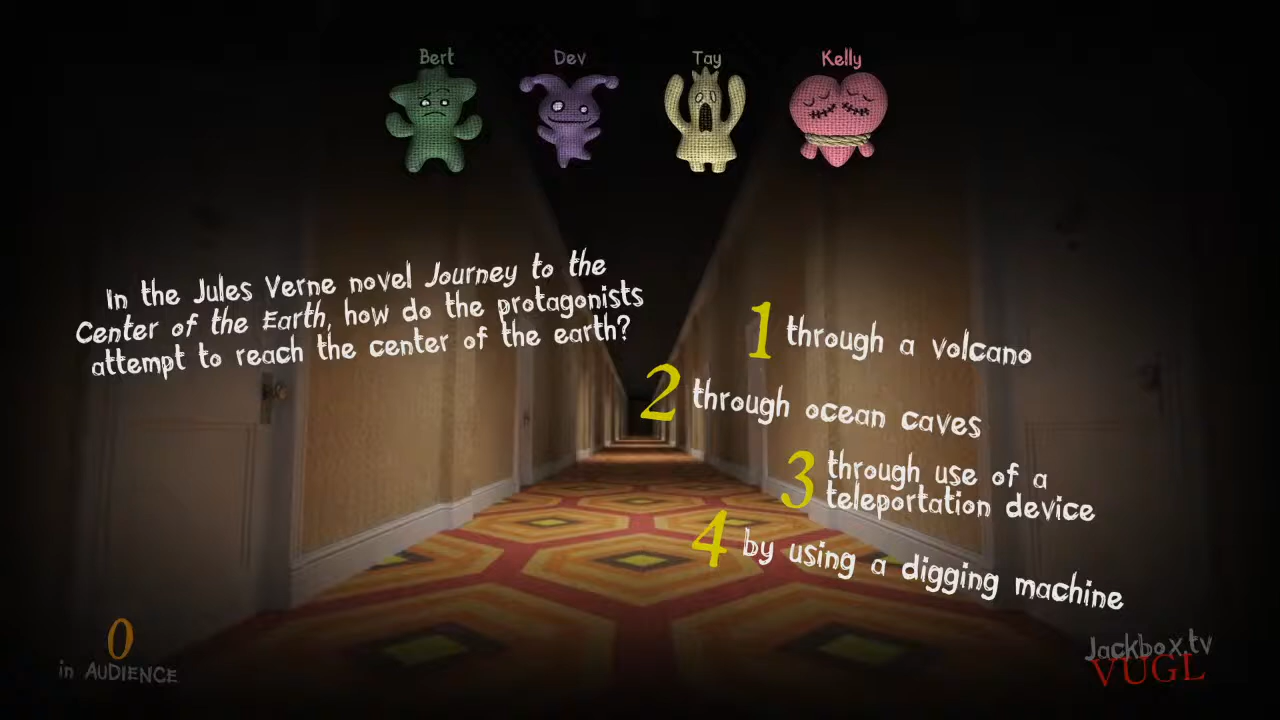 Bert
Dev
Tay
Kelly
In the Jules Verne novel Journey to the
Center of the Earth, how do the protagonists
attempt to reach the center of the earth?
1 through a volcano
2 through ocean caves
3 through use of a
teleportation device
4 by using a digging machine
0
in AUDIENCE
Jackbox.tv
VUGL